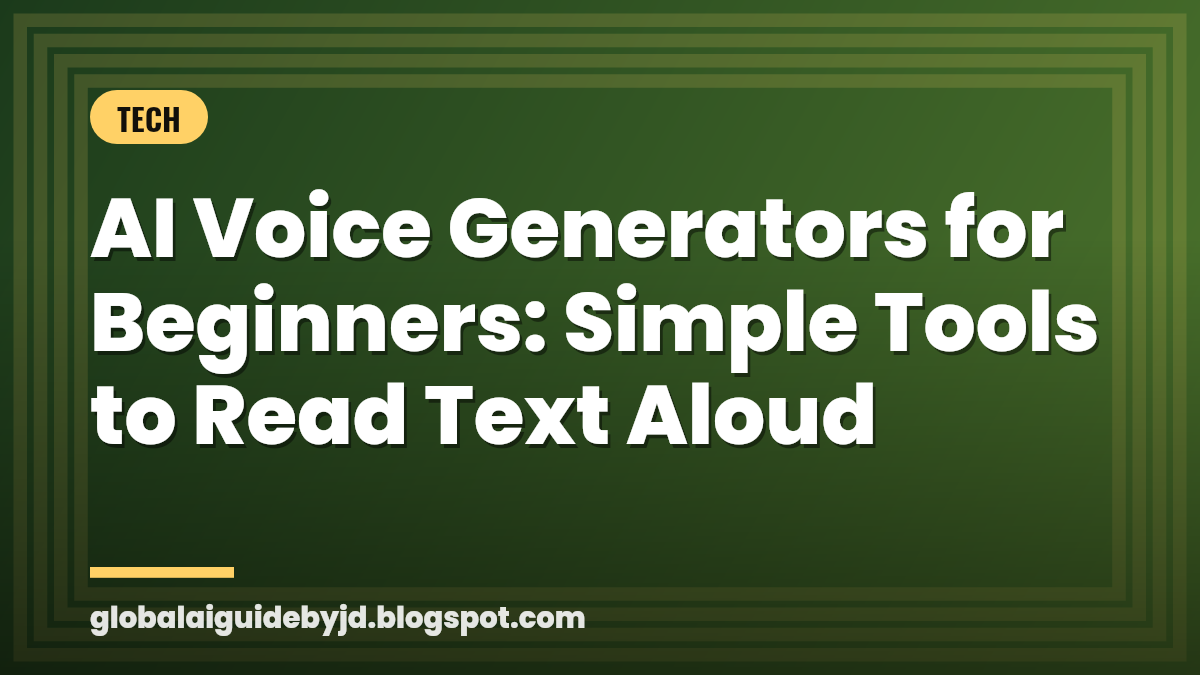 TECH
AI Voice Generators for
Beginners: Simple Tools
to Read Text Aloud
globalaiguidebyjd.blogspot.com